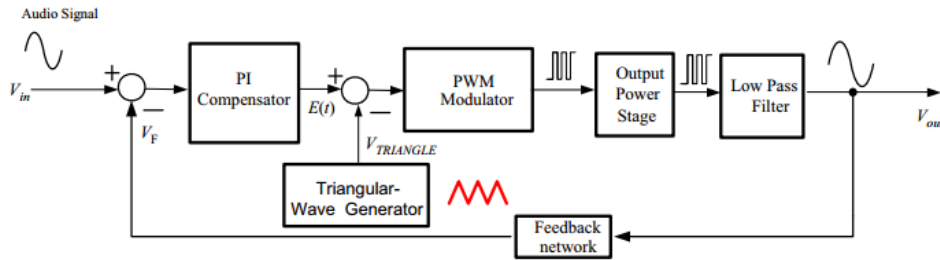 Audio Signal
V_in
+
−
V_F
PI
Compensator
E(t)
+
−
V_TRIANGLE
Triangular-
Wave Generator
PWM
Modulator
Output
Power
Stage
Low Pass
Filter
V_ou
Feedback
network